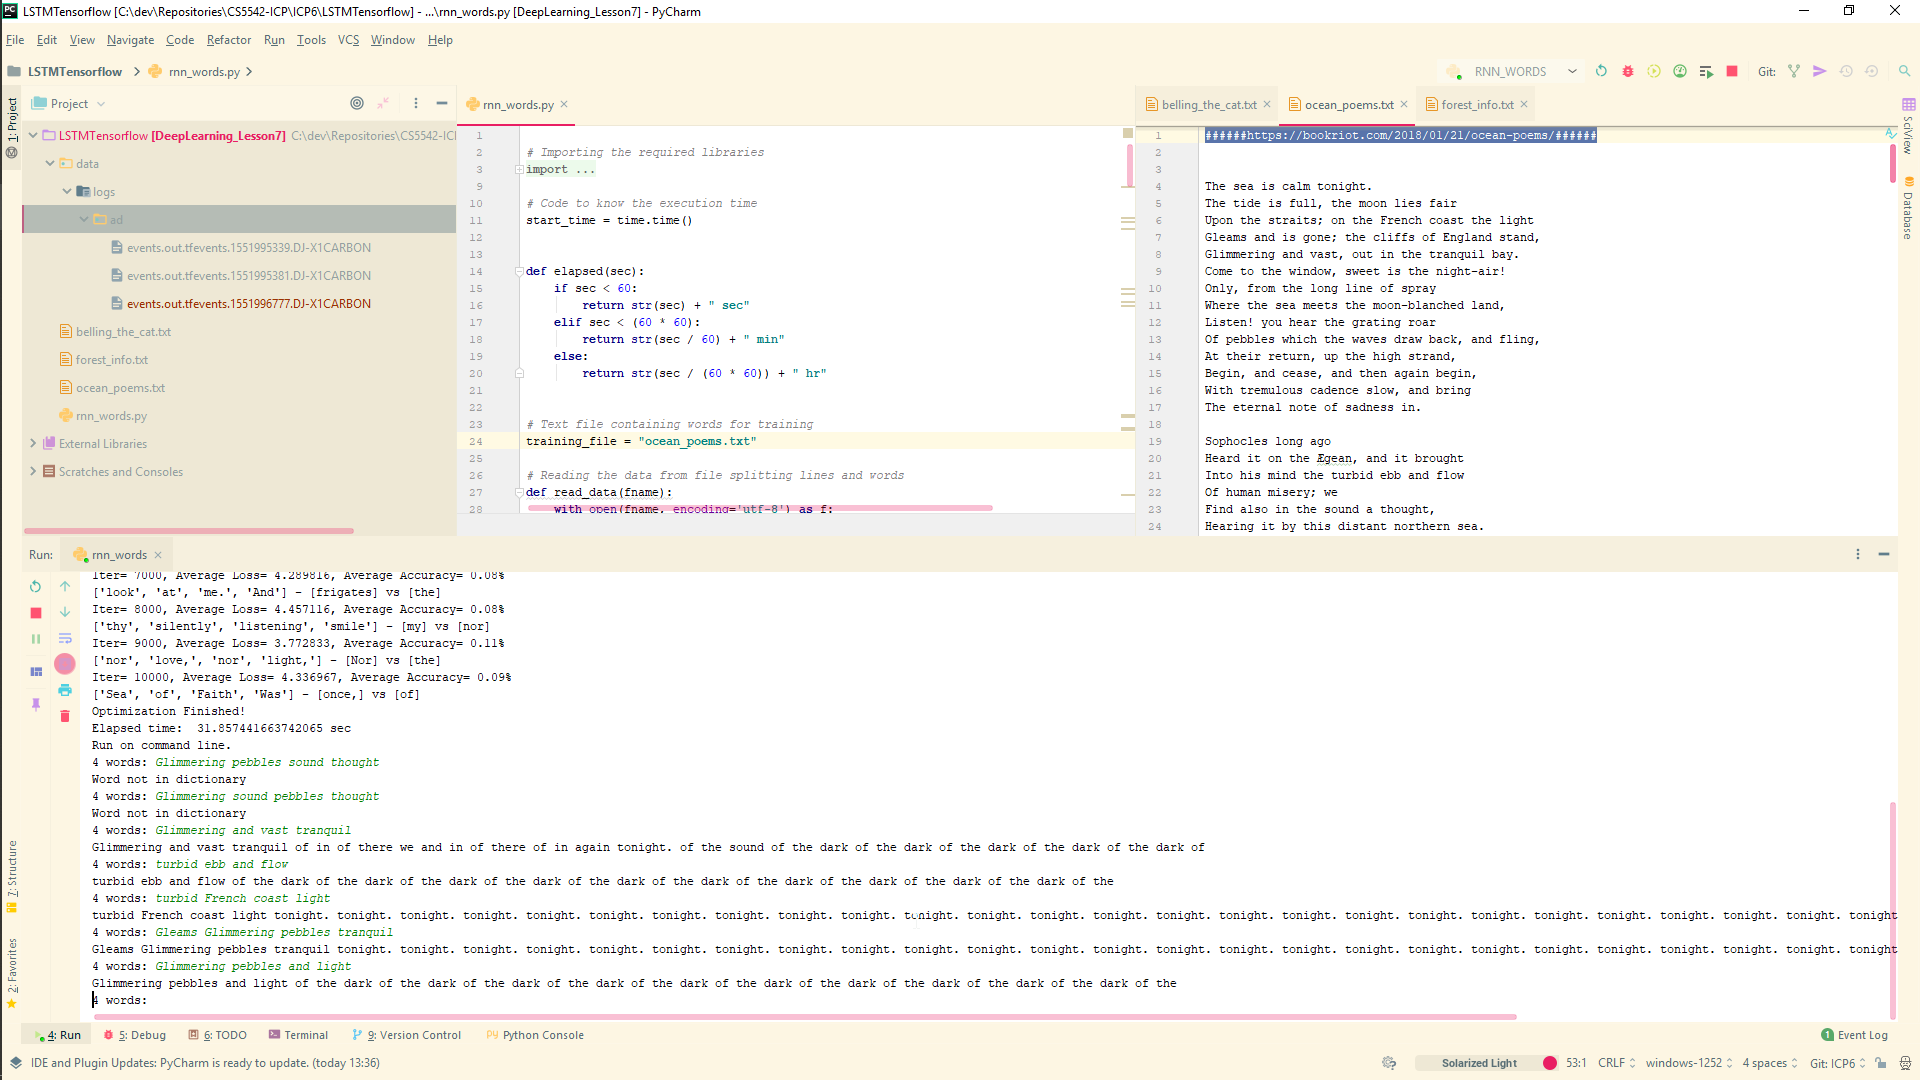 LSTMTensorflow [C:\dev\Repositories\CS5542-ICP\ICP6\LSTMTensorflow] - ...\rnn_words.py [DeepLearning_Lesson7] - PyCharm
File Edit View Navigate Code Refactor Run Tools VCS Window Help
LSTMTensorflow rnn_words.py RNN_WORDS Git:
1: Project
Project
LSTMTensorflow [DeepLearning_Lesson7] C:\dev\Repositories\CS5542-ICI
data
logs
ad
events.out.tfevents.1551995339.DJ-X1CARBON
events.out.tfevents.1551995381.DJ-X1CARBON
events.out.tfevents.1551996777.DJ-X1CARBON
belling_the_cat.txt
forest_info.txt
ocean_poems.txt
rnn_words.py
External Libraries
Scratches and Consoles
rnn_words.py
1
2 # Importing the required libraries
3 import ...
9
10 # Code to know the execution time
11 start_time = time.time()
12
13
14 def elapsed(sec):
15 if sec < 60:
16 return str(sec) + " sec"
17 elif sec < (60 * 60):
18 return str(sec / 60) + " min"
19 else:
20 return str(sec / (60 * 60)) + " hr"
21
22
23 # Text file containing words for training
24 training_file = "ocean_poems.txt"
25
26 # Reading the data from file splitting lines and words
27 def read_data(fname):
28 with open(fname, encoding='utf-8') as f:
belling_the_cat.txt ocean_poems.txt forest_info.txt
1 ######https://bookriot.com/2018/01/21/ocean-poems/######
2
3
4 The sea is calm tonight.
5 The tide is full, the moon lies fair
6 Upon the straits; on the French coast the light
7 Gleams and is gone; the cliffs of England stand,
8 Glimmering and vast, out in the tranquil bay.
9 Come to the window, sweet is the night-air!
10 Only, from the long line of spray
11 Where the sea meets the moon-blanched land,
12 Listen! you hear the grating roar
13 Of pebbles which the waves draw back, and fling,
14 At their return, up the high strand,
15 Begin, and cease, and then again begin,
16 With tremulous cadence slow, and bring
17 The eternal note of sadness in.
18
19 Sophocles long ago
20 Heard it on the Ægean, and it brought
21 Into his mind the turbid ebb and flow
22 Of human misery; we
23 Find also in the sound a thought,
24 Hearing it by this distant northern sea.
SciView
Database
Run: rnn_words
Iter= 7000, Average Loss= 4.289816, Average Accuracy= 0.08%
['look', 'at', 'me.', 'And'] - [frigates] vs [the]
Iter= 8000, Average Loss= 4.457116, Average Accuracy= 0.08%
['thy', 'silently', 'listening', 'smile'] - [my] vs [nor]
Iter= 9000, Average Loss= 3.772833, Average Accuracy= 0.11%
['nor', 'love,', 'nor', 'light,'] - [Nor] vs [the]
Iter= 10000, Average Loss= 4.336967, Average Accuracy= 0.09%
['Sea', 'of', 'Faith', 'Was'] - [once,] vs [of]
Optimization Finished!
Elapsed time:  31.857441663742065 sec
Run on command line.
4 words: Glimmering pebbles sound thought
Word not in dictionary
4 words: Glimmering sound pebbles thought
Word not in dictionary
4 words: Glimmering and vast tranquil
Glimmering and vast tranquil of in of there we and in of there of in again tonight. of the sound of the dark of the dark of the dark of the dark of the dark of
4 words: turbid ebb and flow
turbid ebb and flow of the dark of the dark of the dark of the dark of the dark of the dark of the dark of the dark of the dark of the dark of the
4 words: turbid French coast light
turbid French coast light tonight. tonight. tonight. tonight. tonight. tonight. tonight. tonight. tonight. tonight. tonight. tonight. tonight. tonight. tonight. tonight. tonight. tonight. tonight. tonight. tonight. tonight. tonight. tonight. tonight. tonight
4 words: Gleams Glimmering pebbles tranquil
Gleams Glimmering pebbles tranquil tonight. tonight. tonight. tonight. tonight. tonight. tonight. tonight. tonight. tonight. tonight. tonight. tonight. tonight. tonight. tonight. tonight. tonight. tonight. tonight. tonight. tonight. tonight. tonight. tonight
4 words: Glimmering pebbles and light
Glimmering pebbles and light of the dark of the dark of the dark of the dark of the dark of the dark of the dark of the dark of the dark of the dark of the
4 words:
7: Structure
2: Favorites
4: Run 5: Debug 6: TODO Terminal 9: Version Control Python Console 1 Event Log
IDE and Plugin Updates: PyCharm is ready to update. (today 13:36) Solarized Light 53:1 CRLF windows-1252 4 spaces Git: ICP6